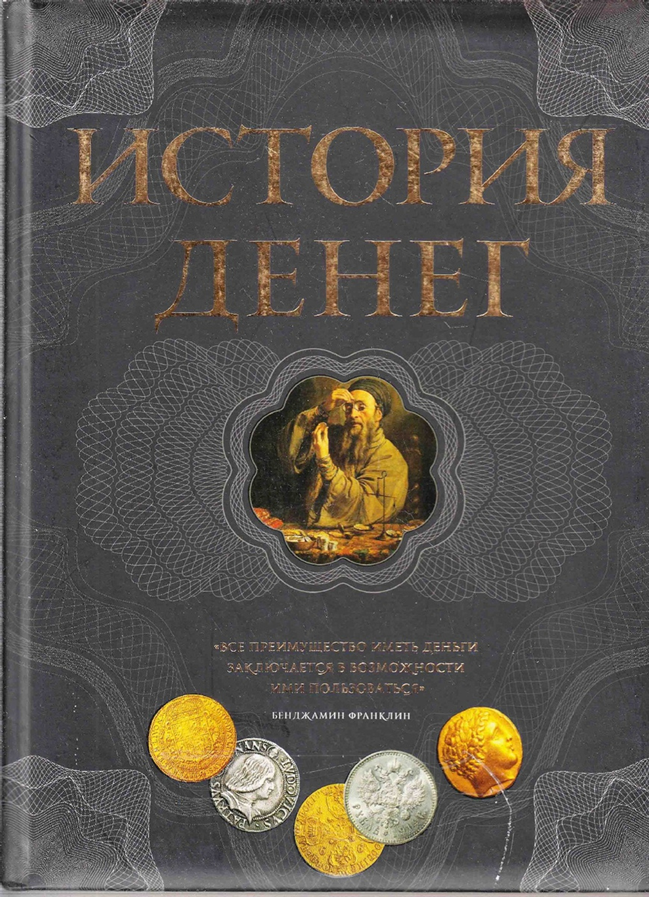 ИСТОРИЯ
ДЕНЕГ
«ВСЕ ПРЕИМУЩЕСТВО ИМЕТЬ ДЕНЬГИ
ЗАКЛЮЧАЕТСЯ В ВОЗМОЖНОСТИ
ИМИ ПОЛЬЗОВАТЬСЯ»
БЕНДЖАМИН ФРАНКЛИН